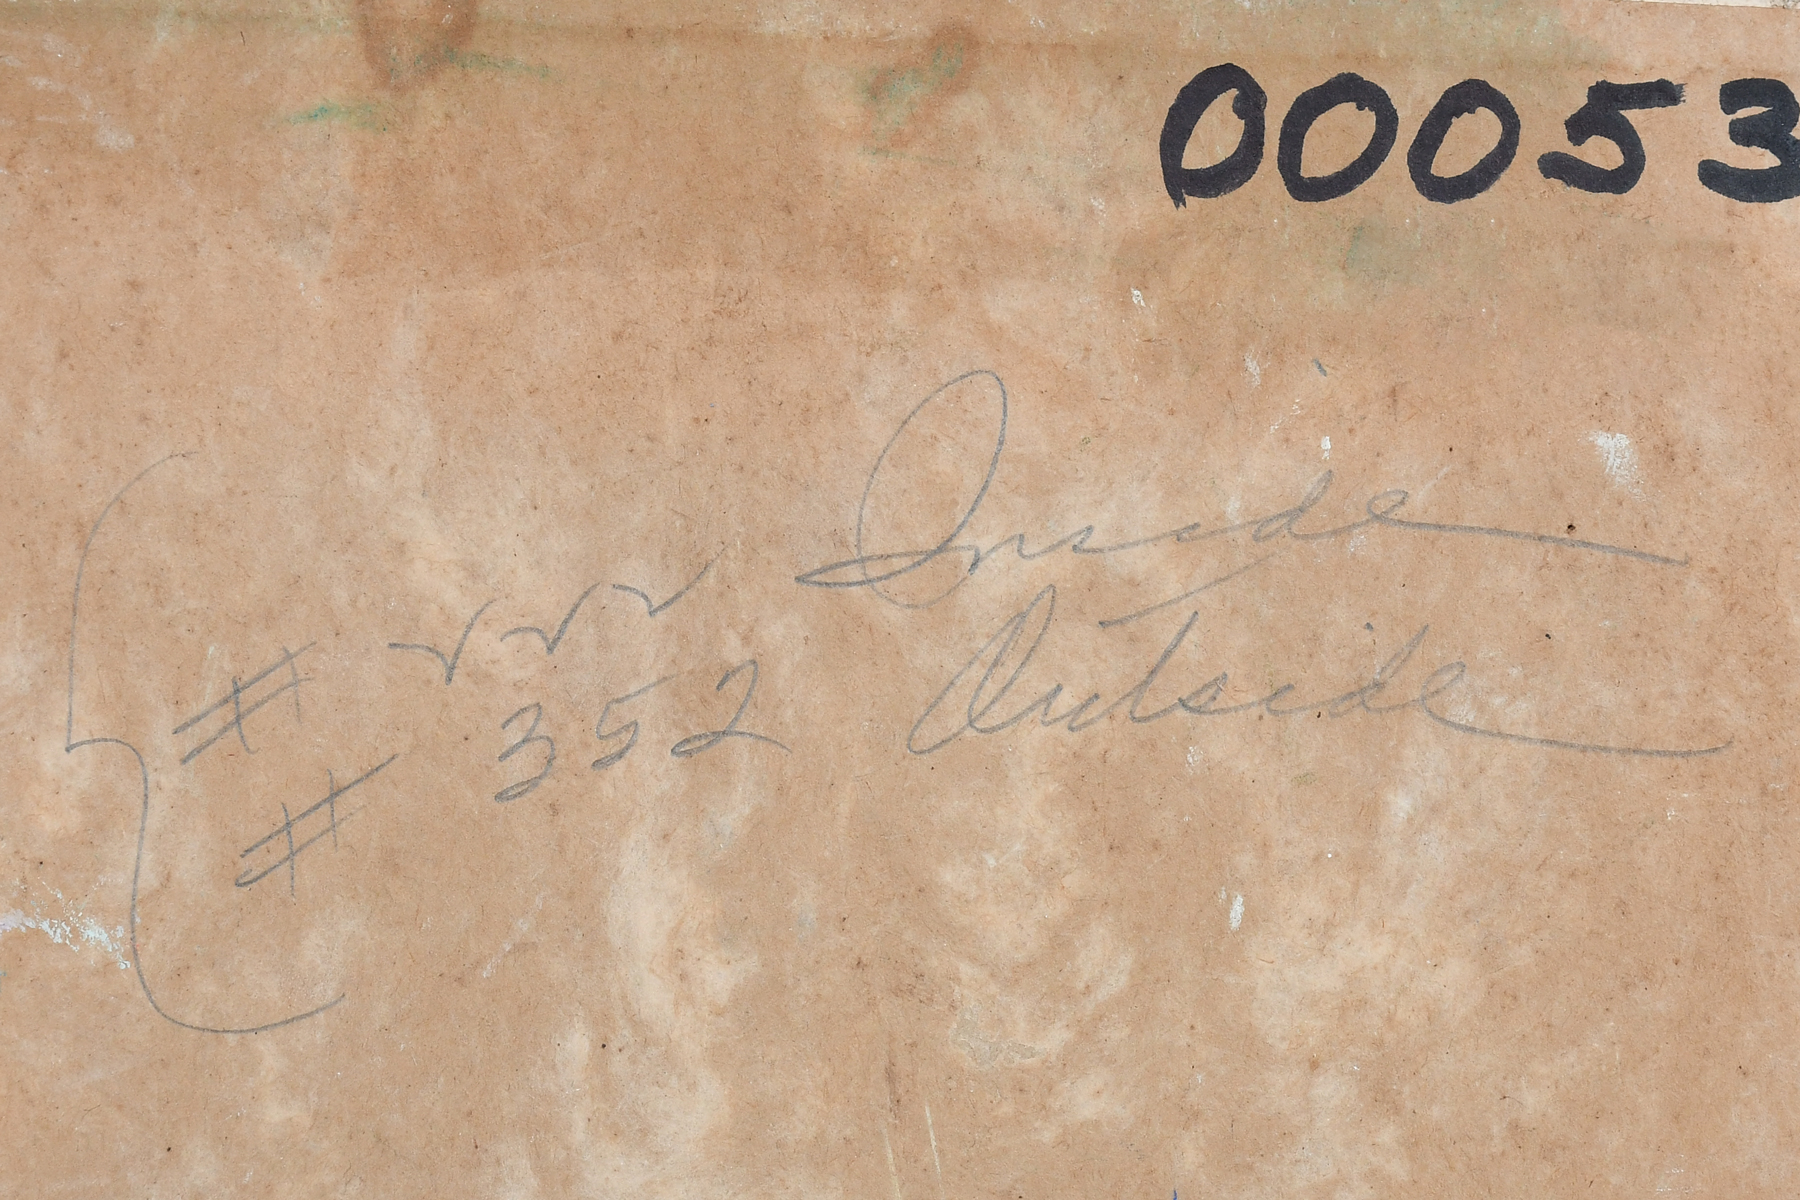 00053
# ✓✓✓ Inside
# 352 Outside